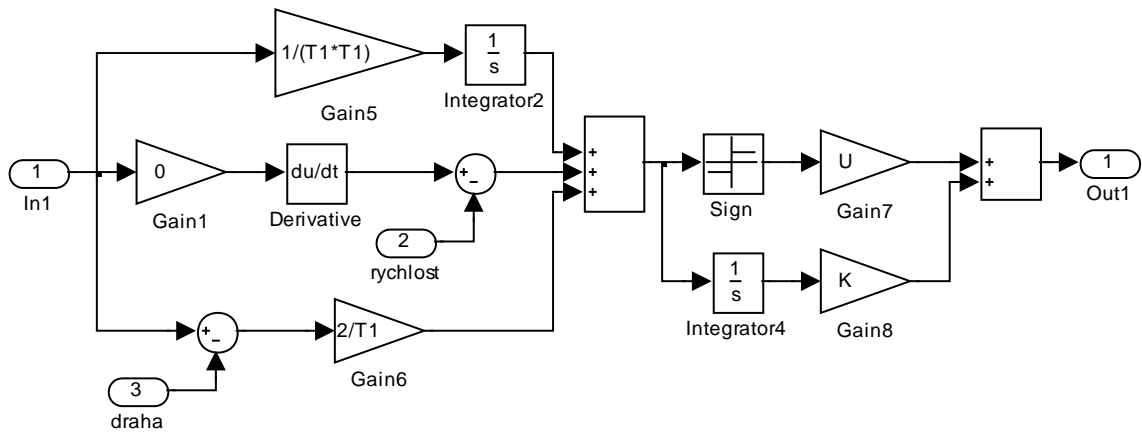 1/(T1*T1)
Gain5
1
s
Integrator2
1
In1
0
Gain1
du/dt
Derivative
+
−
2
rychlost
+
−
3
draha
2/T1
Gain6
+
+
+
Sign
U
Gain7
1
s
Integrator4
K
Gain8
+
+
1
Out1